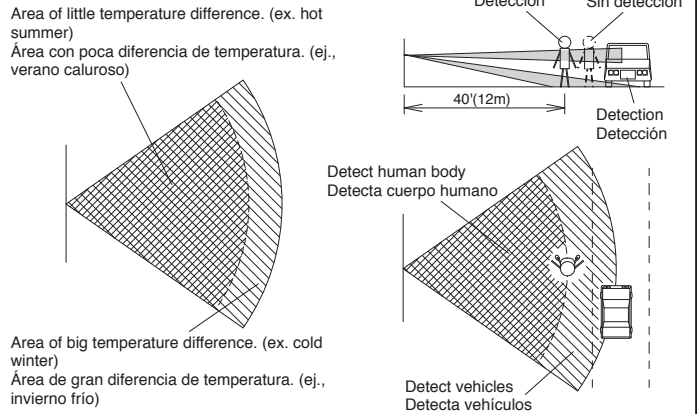 Area of little temperature difference. (ex. hot
summer)
Área con poca diferencia de temperatura. (ej.,
verano caluroso)
Detección
Sin detección
40'(12m)
Detection
Detección
Detect human body
Detecta cuerpo humano
Area of big temperature difference. (ex. cold
winter)
Área de gran diferencia de temperatura. (ej.,
invierno frío)
Detect vehicles
Detecta vehículos